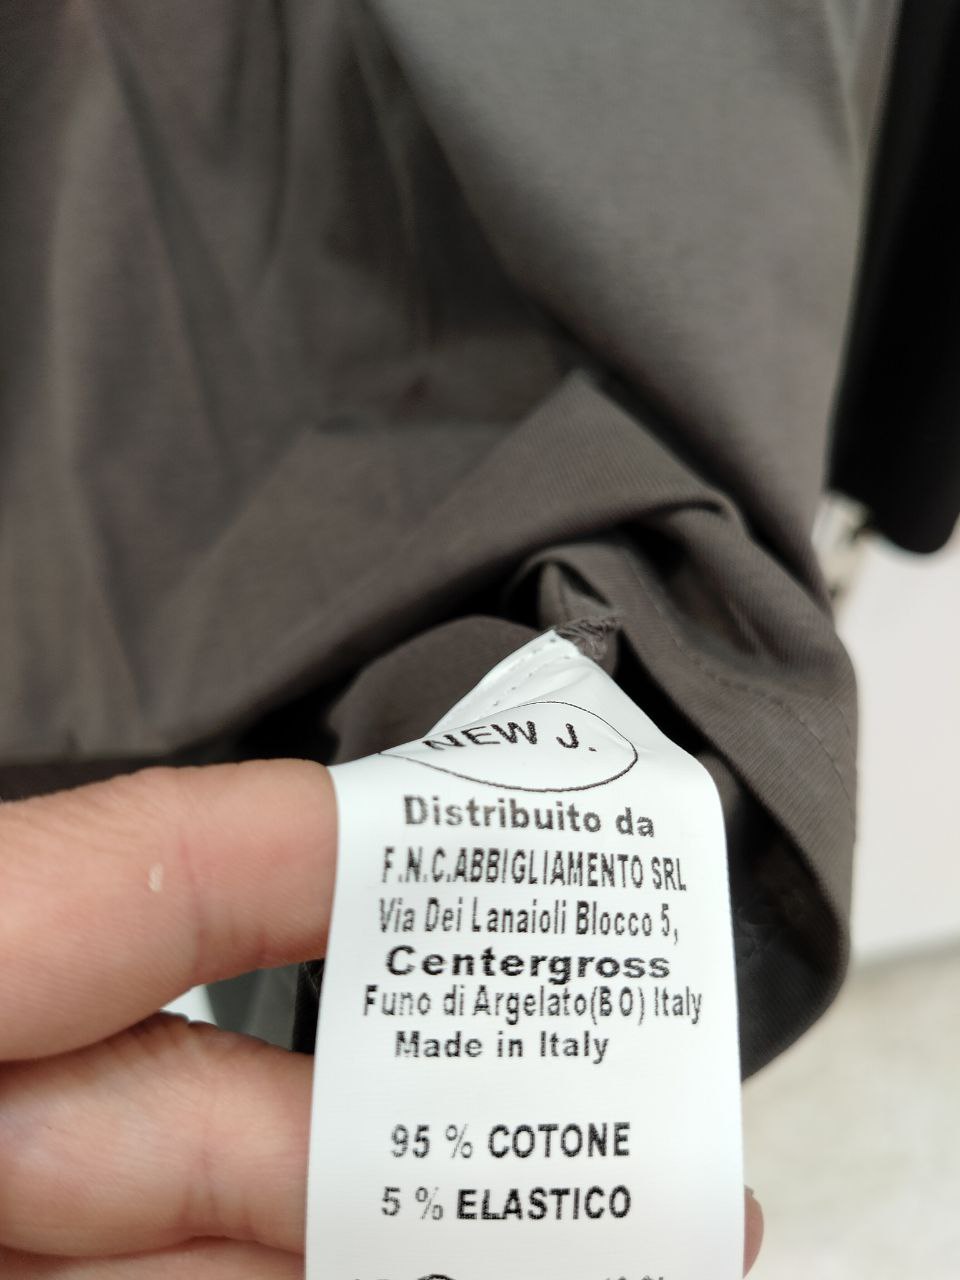 NEW J.
Distribuito da
F.N.C.ABBIGLIAMENTO SRL
Via Dei Lanaioli Blocco 5,
Centergross
Funo di Argelato(BO) Italy
Made in Italy
95 % COTONE
5 % ELASTICO